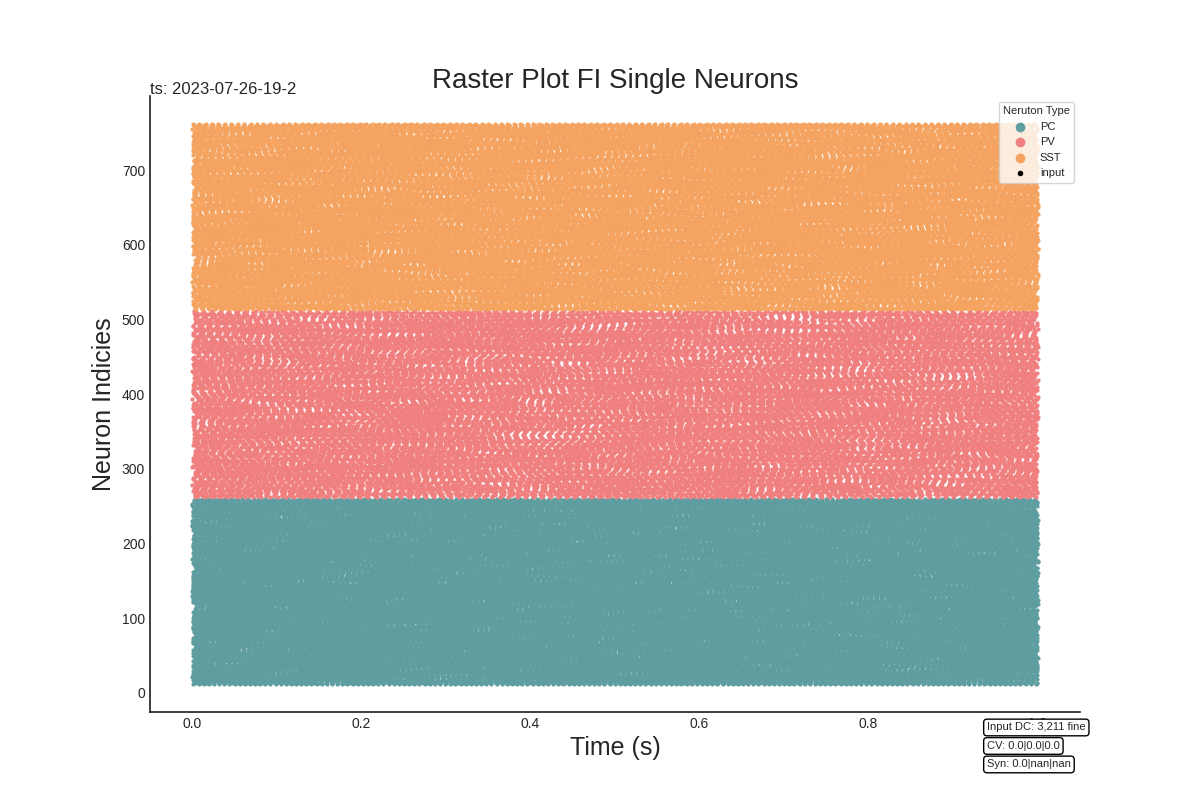 Raster Plot FI Single Neurons
ts: 2023-07-26-19-2
Neruton Type
PC
PV
SST
input
Neuron Indicies
700
600
500
400
300
200
100
0
0.0 0.2 0.4 0.6 0.8
Time (s)
Input DC: 3,211 fine
CV: 0.0|0.0|0.0
Syn: 0.0|nan|nan